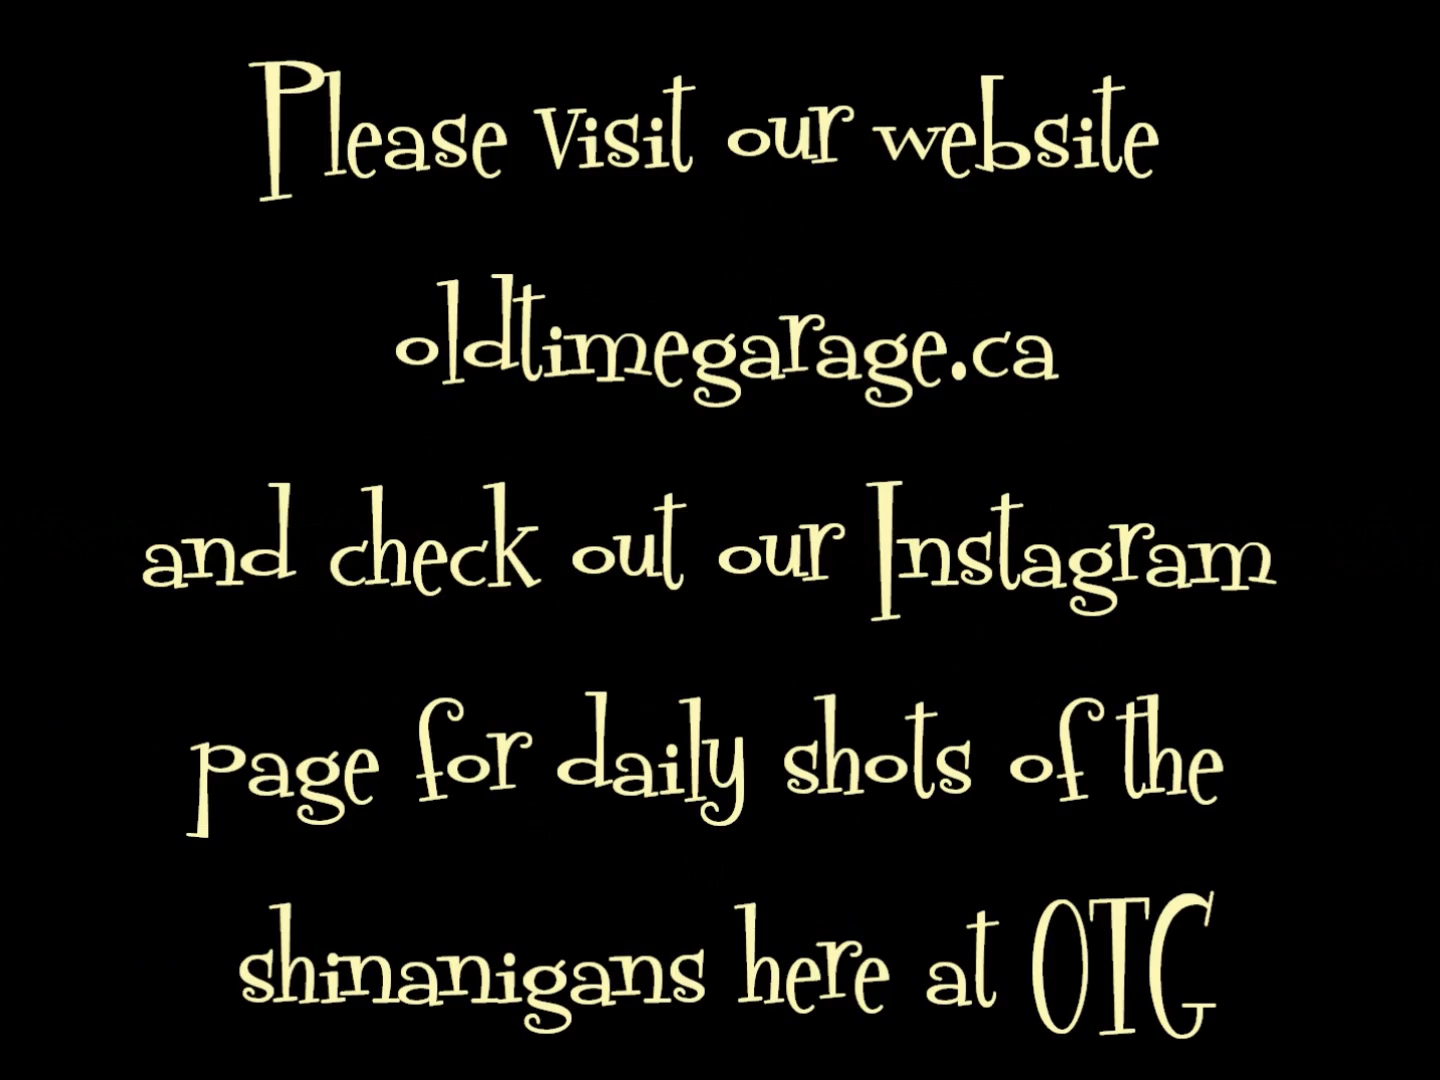 Please visit our website
oldtimegarage.ca
and check out our Instagram
page for daily shots of the
shinanigans here at OTG